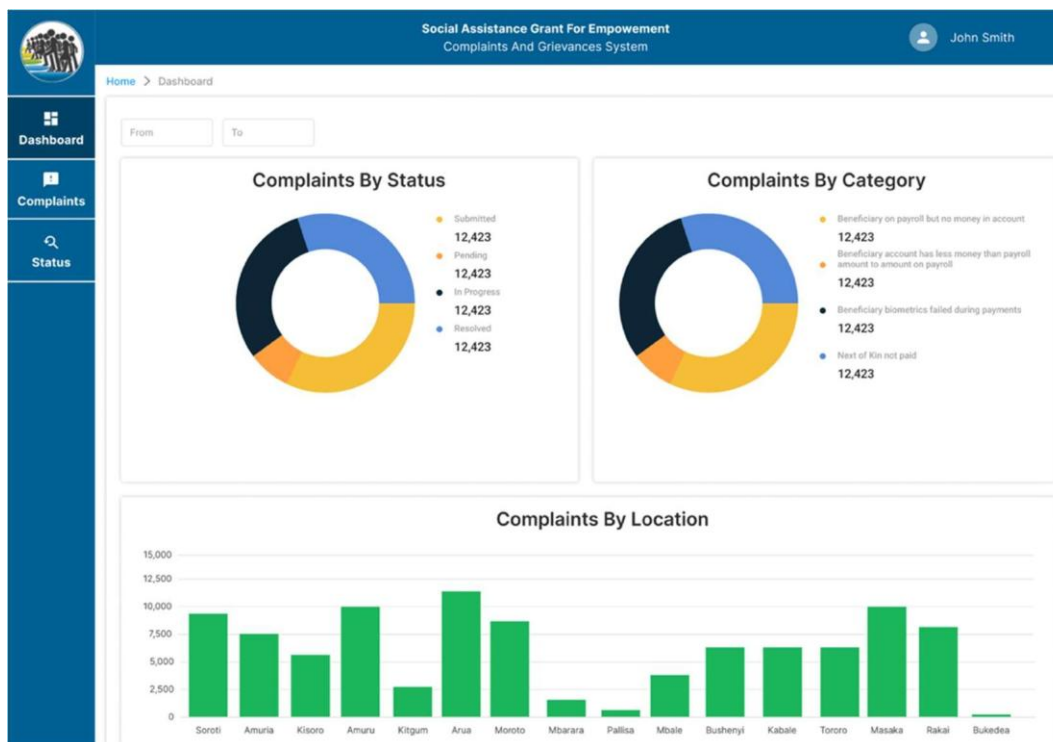 Social Assistance Grant For Empowement
Complaints And Grievances System
John Smith
Home > Dashboard
Dashboard
Complaints
Status
From
To
Complaints By Status
Submitted
12,423
Pending
12,423
In Progress
12,423
Resolved
12,423
Complaints By Category
Beneficiary on payroll but no money in account
12,423
Beneficiary account has less money than payroll
amount to amount on payroll
12,423
Beneficiary biometrics failed during payments
12,423
Next of Kin not paid
12,423
Complaints By Location
15,000
12,500
10,000
7,500
5,000
2,500
0
Soroti Amuria Kisoro Amuru Kitgum Arua Moroto Mbarara Pallisa Mbale Bushenyi Kabale Tororo Masaka Rakai Bukedea